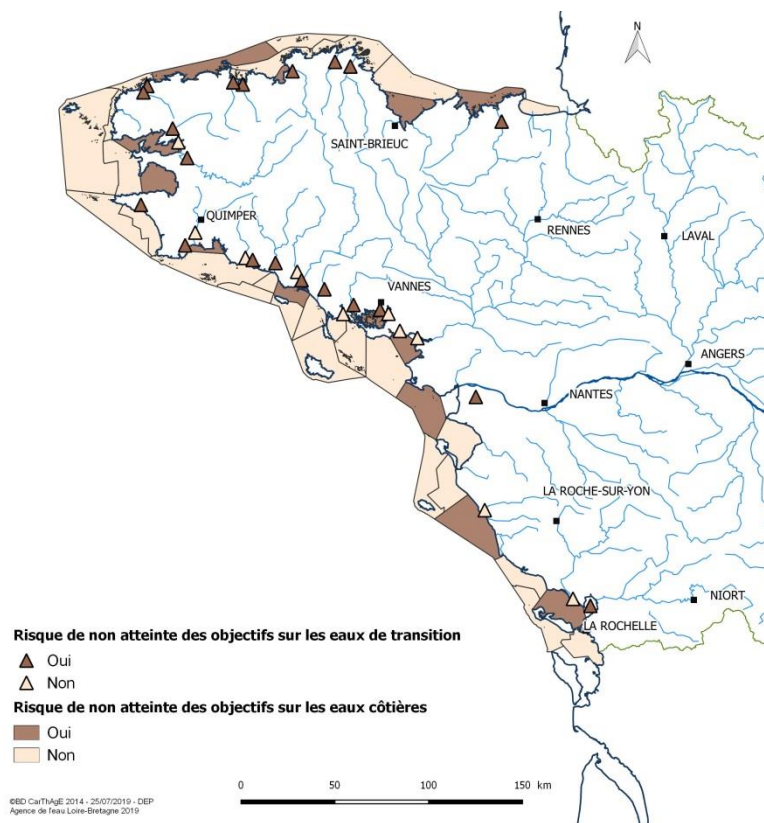 N
SAINT-BRIEUC
QUIMPER
RENNES
LAVAL
VANNES
ANGERS
NANTES
LA ROCHE-SUR-YON
NIORT
LA ROCHELLE
Risque de non atteinte des objectifs sur les eaux de transition
Oui
Non
Risque de non atteinte des objectifs sur les eaux côtières
Oui
Non
0 50 100 150 km
©BD CarThAgE 2014 - 25/07/2019 - DEP
Agence de l'eau Loire-Bretagne 2019